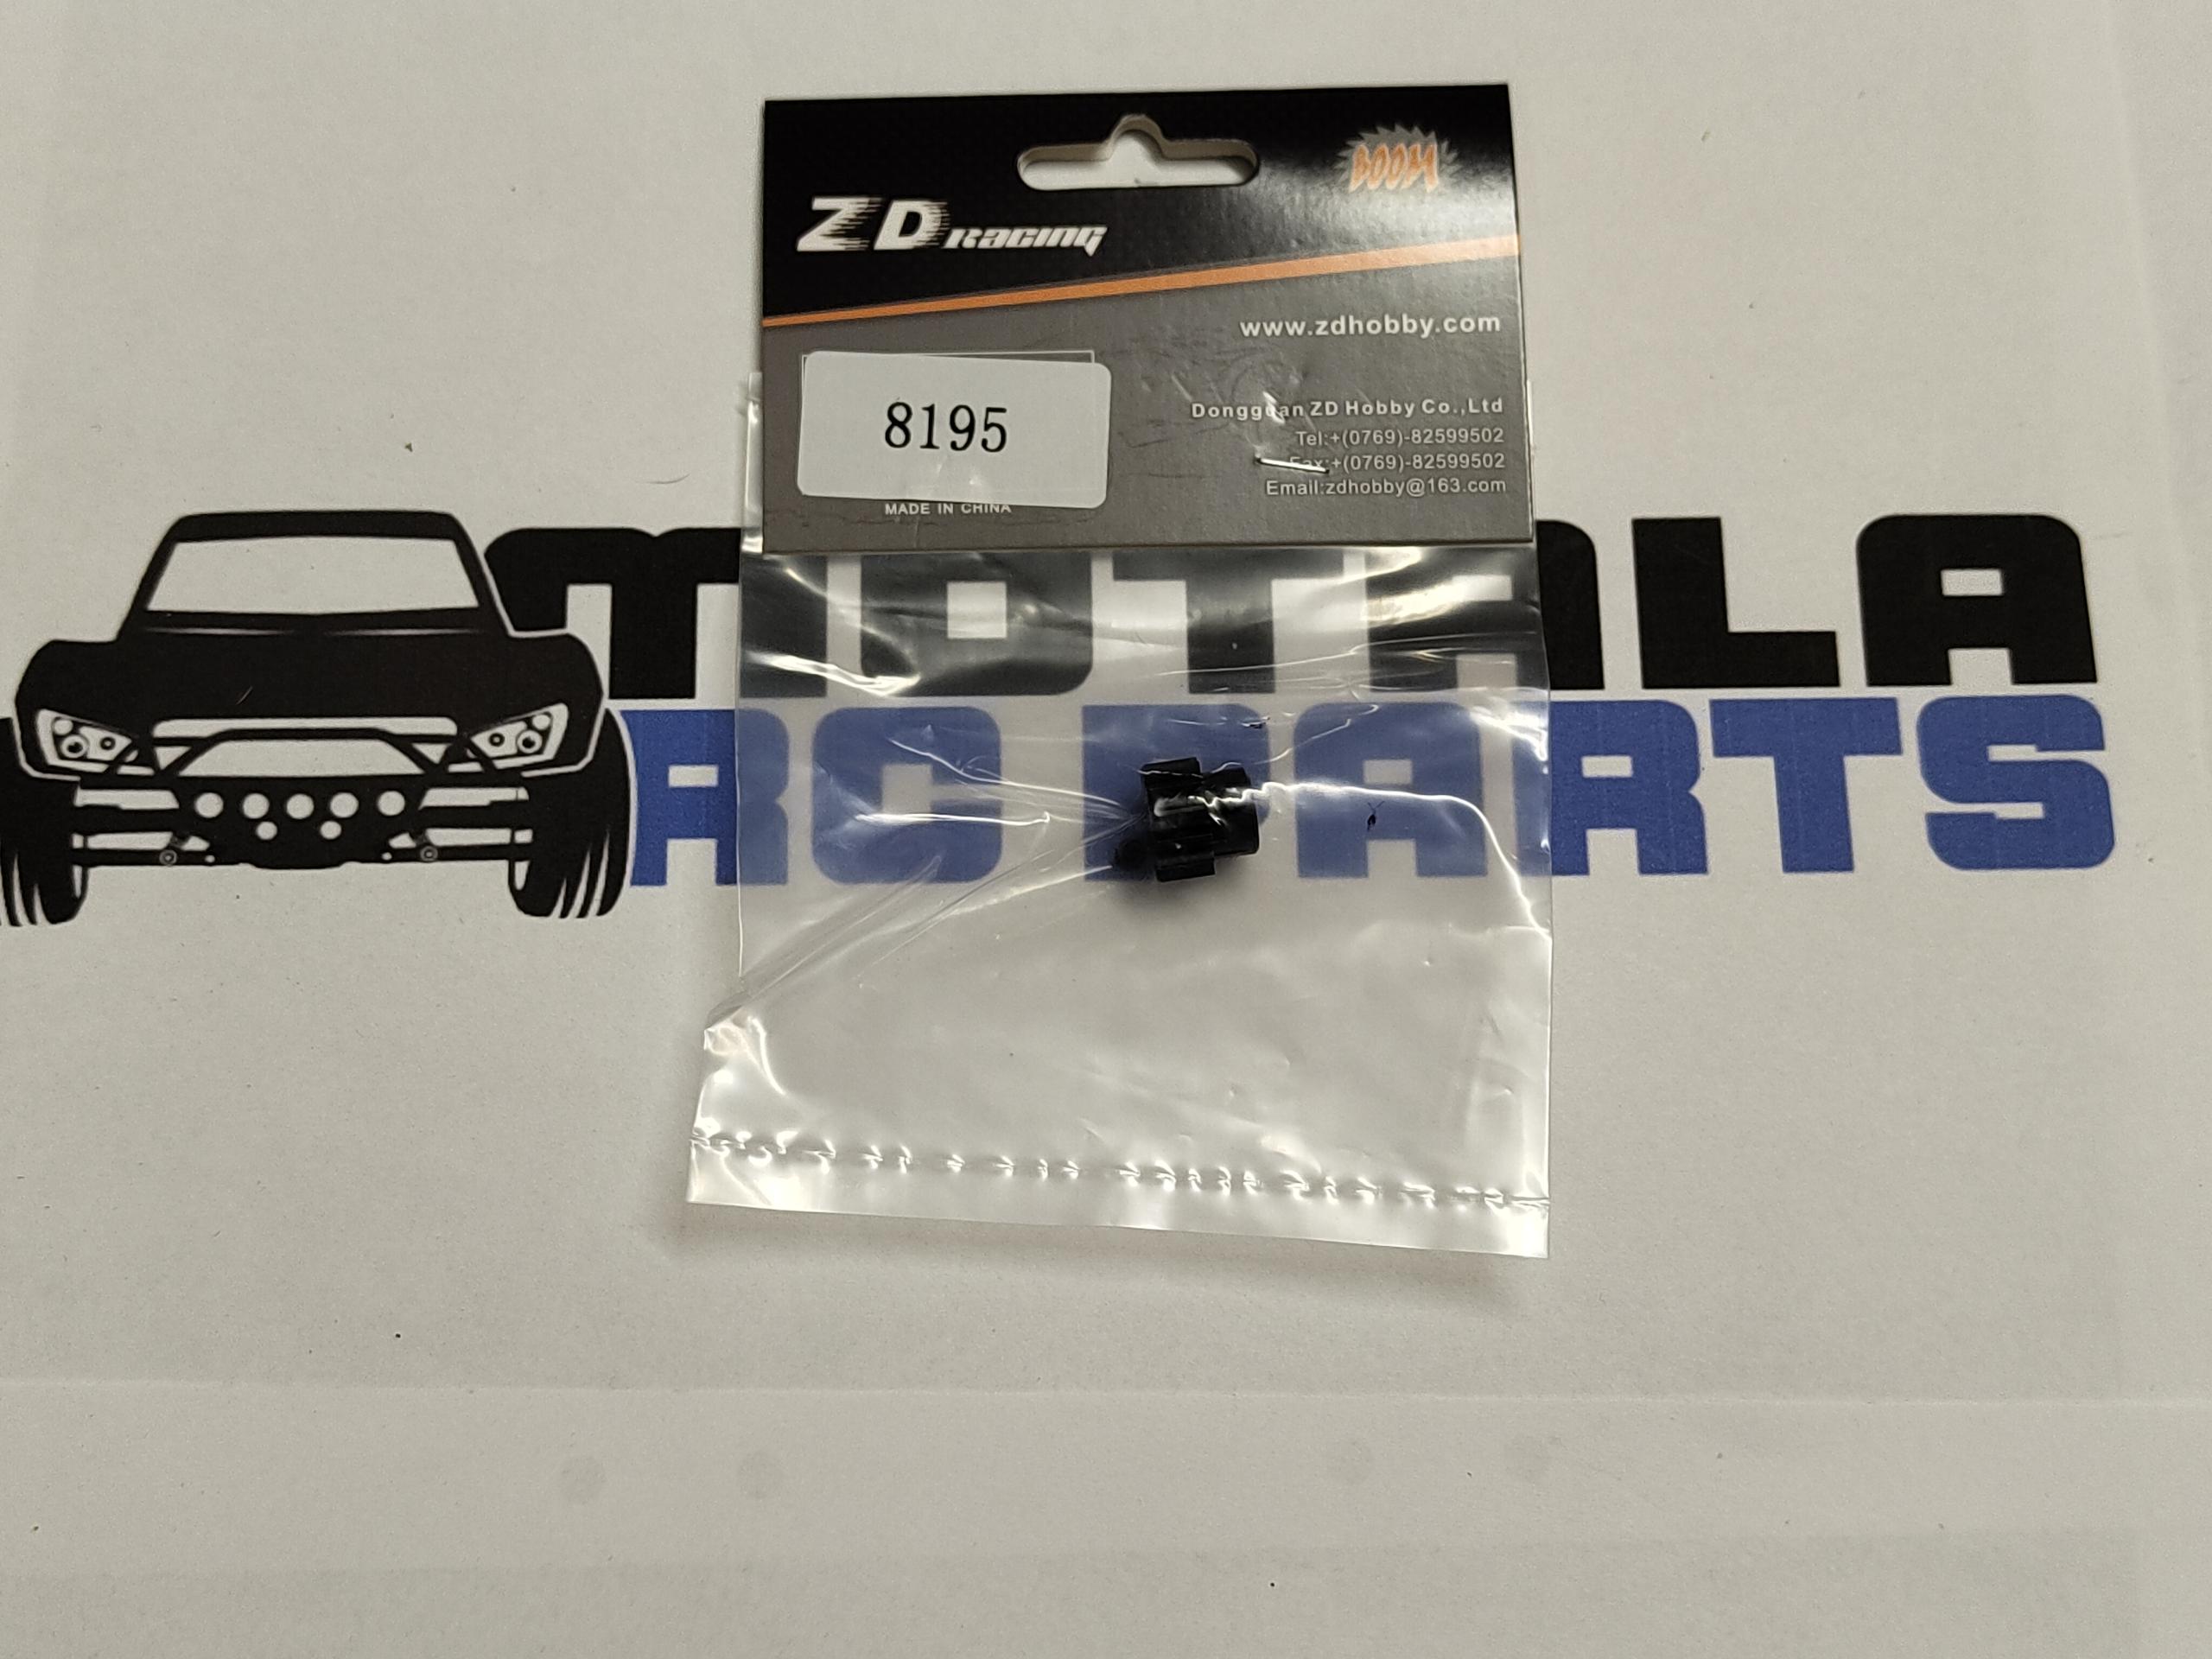 BOOM
ZD Racing
www.zdhobby.com
8195
Dongguan ZD Hobby Co.,Ltd
Tel:+(0769)-82599502
Fax:+(0769)-82599502
Email:zdhobby@163.com
MADE IN CHINA
MOTALA
RC PARTS